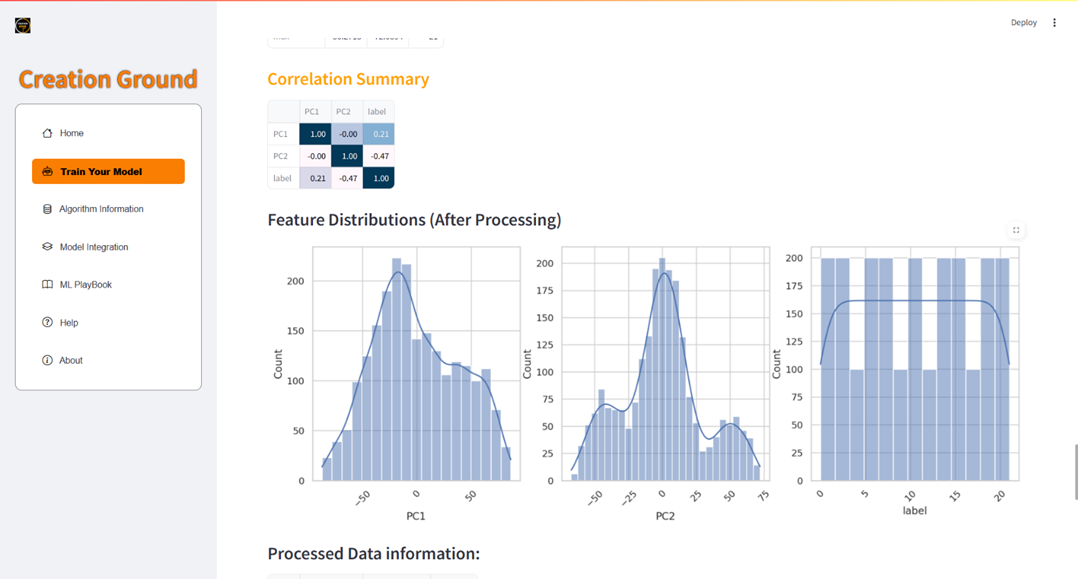 Deploy
Creation Ground
Home
Train Your Model
Algorithm Information
Model Integration
ML PlayBook
Help
About
Correlation Summary
PC1 PC2 label
PC1 1.00 -0.00 0.21
PC2 -0.00 1.00 -0.47
label 0.21 -0.47 1.00
Feature Distributions (After Processing)
Count
200
150
100
50
0
−50 0 50
PC1
Count
200
175
150
125
100
75
50
25
0
−50 −25 0 25 50 75
PC2
Count
200
175
150
125
100
75
50
25
0
0 5 10 15 20
label
Processed Data information: